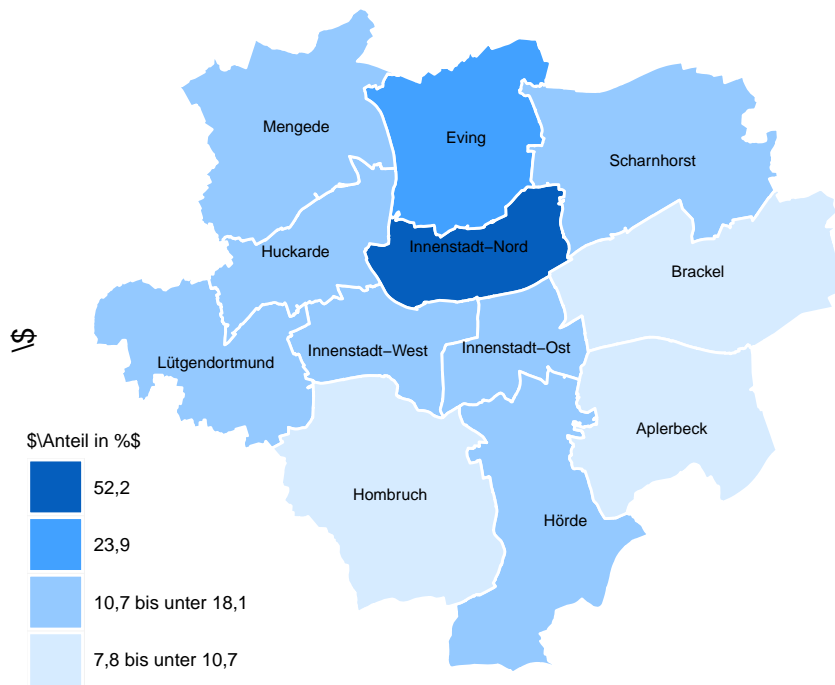 Mengede
Eving
Scharnhorst
Innenstadt–Nord
Huckarde
Brackel
\$
Innenstadt–West
Innenstadt–Ost
Lütgendortmund
Aplerbeck
$\Anteil in %$
52,2
Hombruch
Hörde
23,9
10,7 bis unter 18,1
7,8 bis unter 10,7